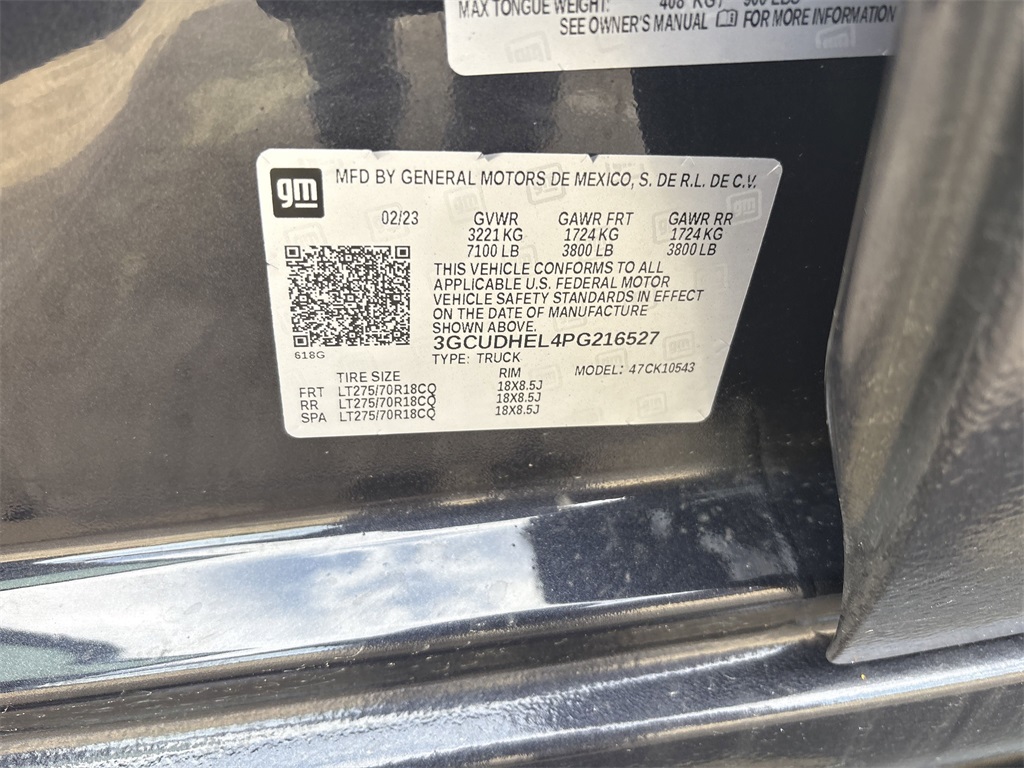 MAX TONGUE WEIGHT: 408 KG / 900 LBS
SEE OWNER'S MANUAL FOR MORE INFORMATION
gm
MFD BY GENERAL MOTORS DE MEXICO, S. DE R.L. DE C.V.
02/23 GVWR GAWR FRT GAWR RR
3221 KG 1724 KG 1724 KG
7100 LB 3800 LB 3800 LB
THIS VEHICLE CONFORMS TO ALL
APPLICABLE U.S. FEDERAL MOTOR
VEHICLE SAFETY STANDARDS IN EFFECT
ON THE DATE OF MANUFACTURE
SHOWN ABOVE.
3GCUDHEL4PG216527
618G
TYPE: TRUCK
MODEL: 47CK10543
TIRE SIZE RIM
FRT LT275/70R18CQ 18X8.5J
RR LT275/70R18CQ 18X8.5J
SPA LT275/70R18CQ 18X8.5J